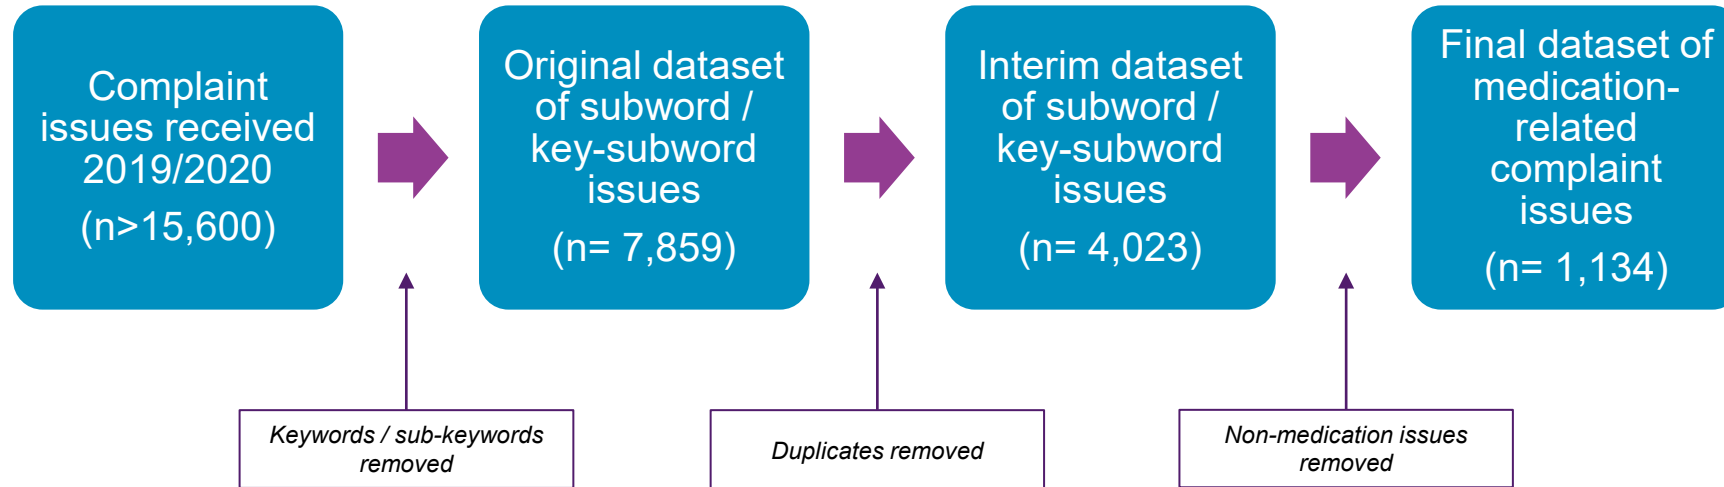 Complaint
issues received
2019/2020
(n>15,600)
Original dataset
of subword /
key-subword
issues
(n= 7,859)
Interim dataset
of subword /
key-subword
issues
(n= 4,023)
Final dataset of
medication-
related
complaint
issues
(n= 1,134)
Keywords / sub-keywords
removed
Duplicates removed
Non-medication issues
removed